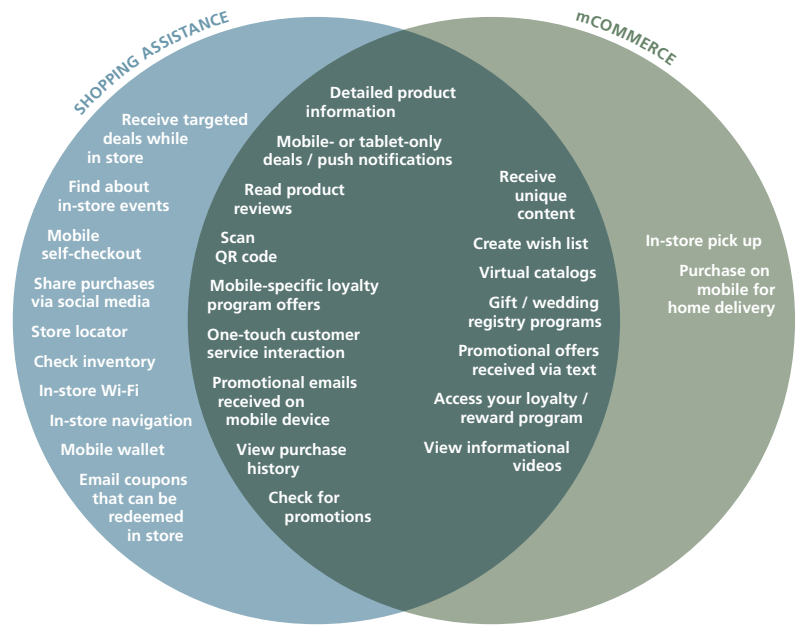 SHOPPING ASSISTANCE
mCOMMERCE
Receive targeted
deals while
in store
Find about
in-store events
Mobile
self-checkout
Share purchases
via social media
Store locator
Check inventory
In-store Wi-Fi
In-store navigation
Mobile wallet
Email coupons
that can be
redeemed
in store
Detailed product
information
Mobile- or tablet-only
deals / push notifications
Read product
reviews
Scan
QR code
Mobile-specific loyalty
program offers
One-touch customer
service interaction
Promotional emails
received on
mobile device
View purchase
history
Check for
promotions
Receive
unique
content
Create wish list
Virtual catalogs
Gift / wedding
registry programs
Promotional offers
received via text
Access your loyalty /
reward program
View informational
videos
In-store pick up
Purchase on
mobile for
home delivery